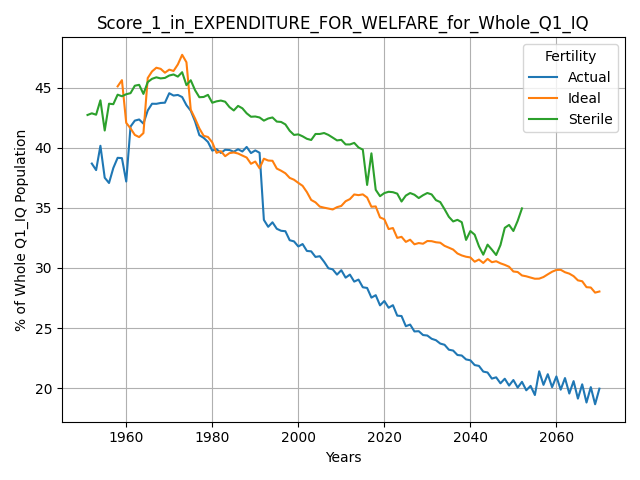 Score_1_in_EXPENDITURE_FOR_WELFARE_for_Whole_Q1_IQ
% of Whole Q1_IQ Population
45
40
35
30
25
20
Fertility
Actual
Ideal
Sterile
1960 1980 2000 2020 2040 2060
Years